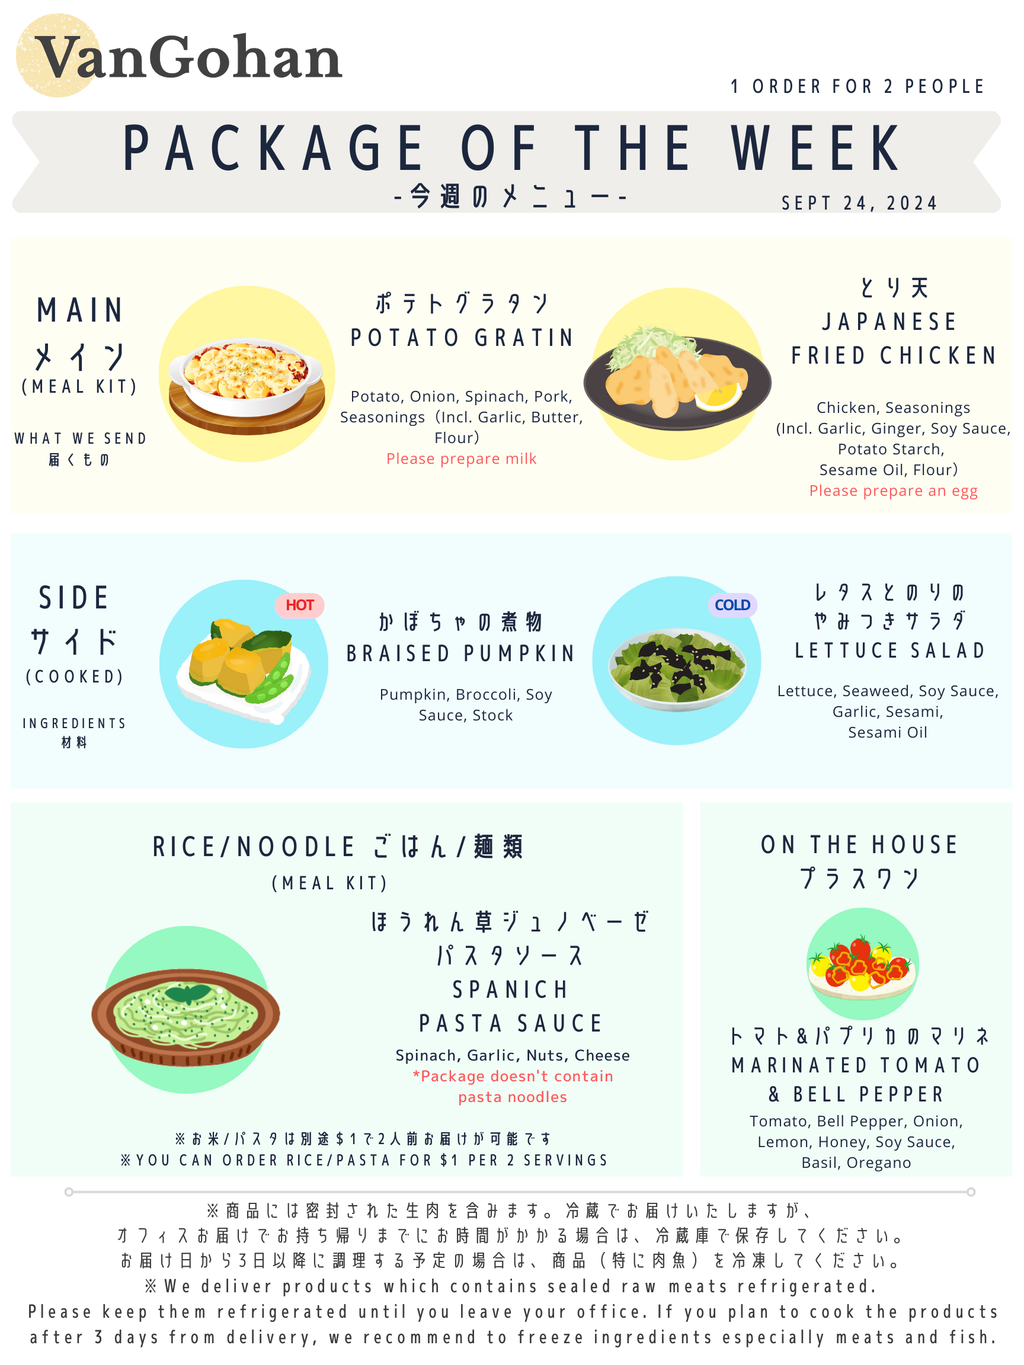 VanGohan
1 ORDER FOR 2 PEOPLE
PACKAGE OF THE WEEK
-今週のメニュー-
SEPT 24, 2024
MAIN
メイン
(MEAL KIT)
WHAT WE SEND
届くもの
ポテトグラタン
POTATO GRATIN
Potato, Onion, Spinach, Pork,
Seasonings（Incl. Garlic, Butter,
Flour）
Please prepare milk
とり天
JAPANESE
FRIED CHICKEN
Chicken, Seasonings
(Incl. Garlic, Ginger, Soy Sauce,
Potato Starch,
Sesame Oil, Flour）
Please prepare an egg
SIDE
サイド
(COOKED)
INGREDIENTS
材料
HOT
かぼちゃの煮物
BRAISED PUMPKIN
Pumpkin, Broccoli, Soy
Sauce, Stock
COLD
レタスとのりの
やみつきサラダ
LETTUCE SALAD
Lettuce, Seaweed, Soy Sauce,
Garlic, Sesami,
Sesami Oil
RICE/NOODLE ごはん/麺類
(MEAL KIT)
ほうれん草ジュノベーゼ
パスタソース
SPANICH
PASTA SAUCE
Spinach, Garlic, Nuts, Cheese
*Package doesn't contain
pasta noodles
※お米/パスタは別途$1で2人前お届けが可能です
※YOU CAN ORDER RICE/PASTA FOR $1 PER 2 SERVINGS
ON THE HOUSE
プラスワン
トマト&パプリカのマリネ
MARINATED TOMATO
& BELL PEPPER
Tomato, Bell Pepper, Onion,
Lemon, Honey, Soy Sauce,
Basil, Oregano
※商品には密封された生肉を含みます。冷蔵でお届けいたしますが、
オフィスお届けでお持ち帰りまでにお時間がかかる場合は、冷蔵庫で保存してください。
お届け日から3日以降に調理する予定の場合は、商品（特に肉魚）を冷凍してください。
※We deliver products which contains sealed raw meats refrigerated.
Please keep them refrigerated until you leave your office. If you plan to cook the products
after 3 days from delivery, we recommend to freeze ingredients especially meats and fish.